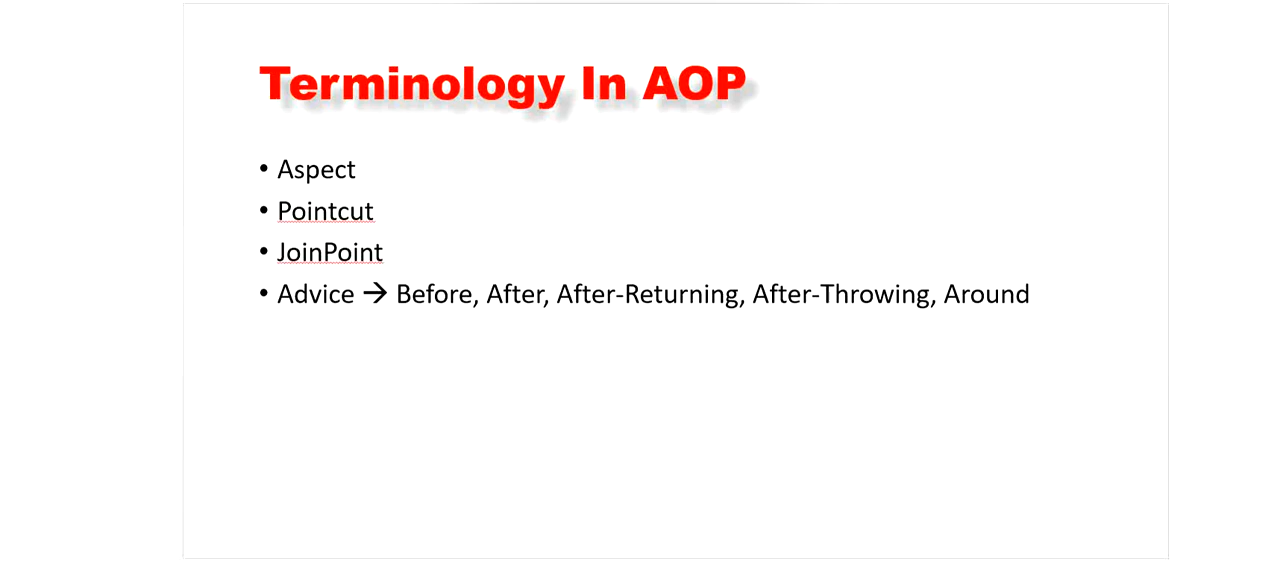 Terminology In AOP
• Aspect
• Pointcut
• JoinPoint
• Advice → Before, After, After-Returning, After-Throwing, Around